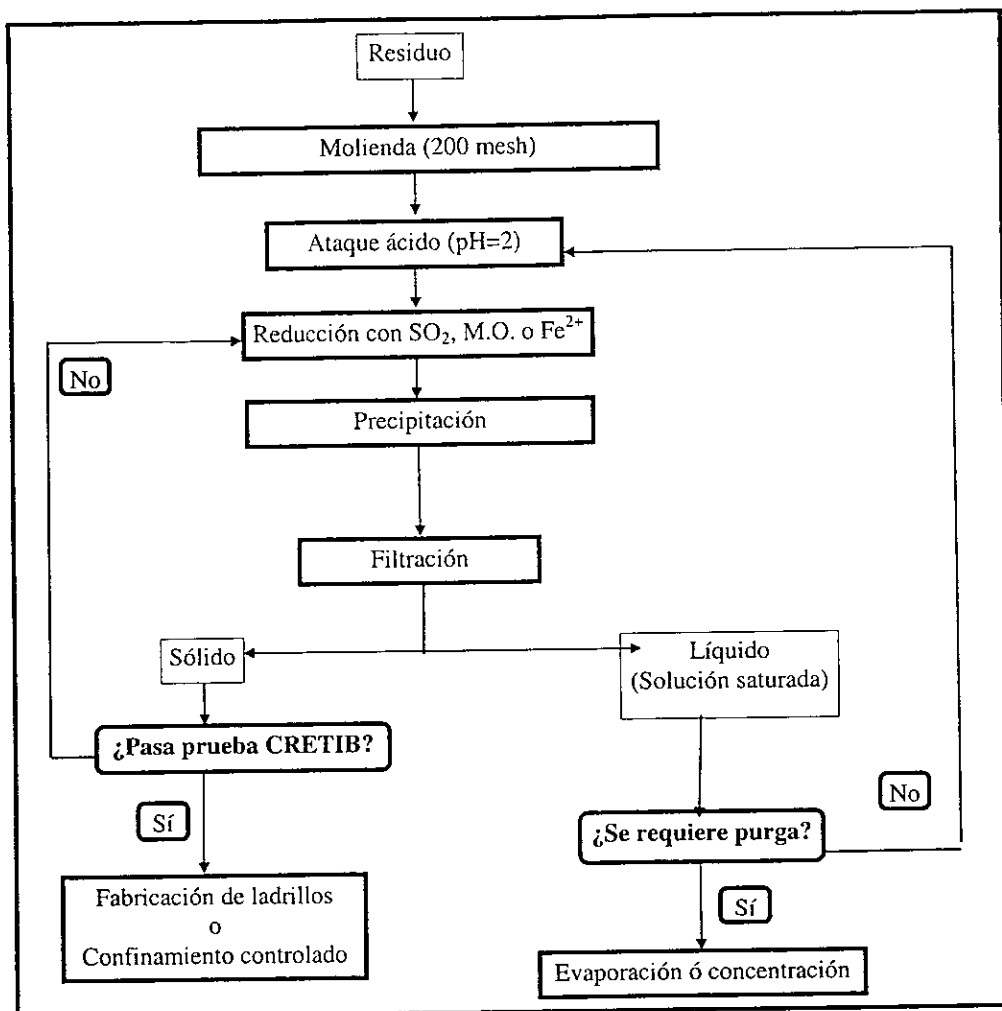 Residuo
Molienda (200 mesh)
Ataque ácido (pH=2)
Reducción con SO₂, M.O. o Fe²⁺
No
Precipitación
Filtración
Sólido
Líquido
(Solución saturada)
¿Pasa prueba CRETIB?
No
Sí
¿Se requiere purga?
Fabricación de ladrillos
o
Confinamiento controlado
Sí
Evaporación ó concentración